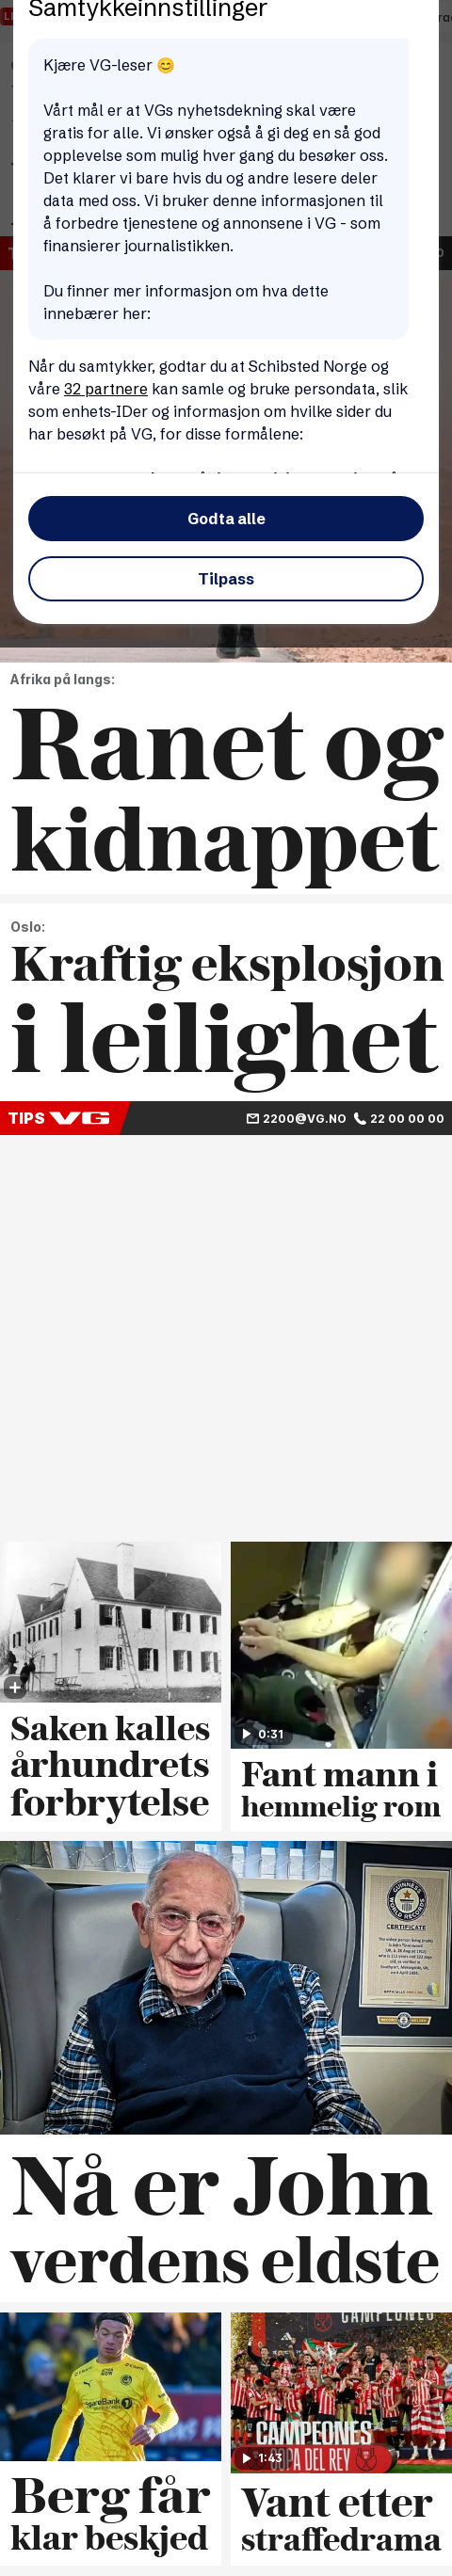 Samtykkeinnstillinger
Kjære VG-leser 😊
Vårt mål er at VGs nyhetsdekning skal være
gratis for alle. Vi ønsker også å gi deg en så god
opplevelse som mulig hver gang du besøker oss.
Det klarer vi bare hvis du og andre lesere deler
data med oss. Vi bruker denne informasjonen til
å forbedre tjenestene og annonsene i VG - som
finansierer journalistikken.
Du finner mer informasjon om hva dette
innebærer her:
Når du samtykker, godtar du at Schibsted Norge og
våre 32 partnere kan samle og bruke persondata, slik
som enhets-IDer og informasjon om hvilke sider du
har besøkt på VG, for disse formålene:
Godta alle
Tilpass
Afrika på langs:
Ranet og
kidnappet
Oslo:
Kraftig eksplosjon
i leilighet
TIPS VG 2200@VG.NO 22 00 00 00
Saken kalles
århundrets
forbrytelse
0:31
Fant mann i
hemmelig rom
GUINNESS
WORLD RECORDS
CERTIFICATE
Nå er John
verdens eldste
SpareBank 1
Berg får
klar beskjed
CAMPEONES
CAMPEONES
COPA DEL REY
1:43
Vant etter
straffedrama